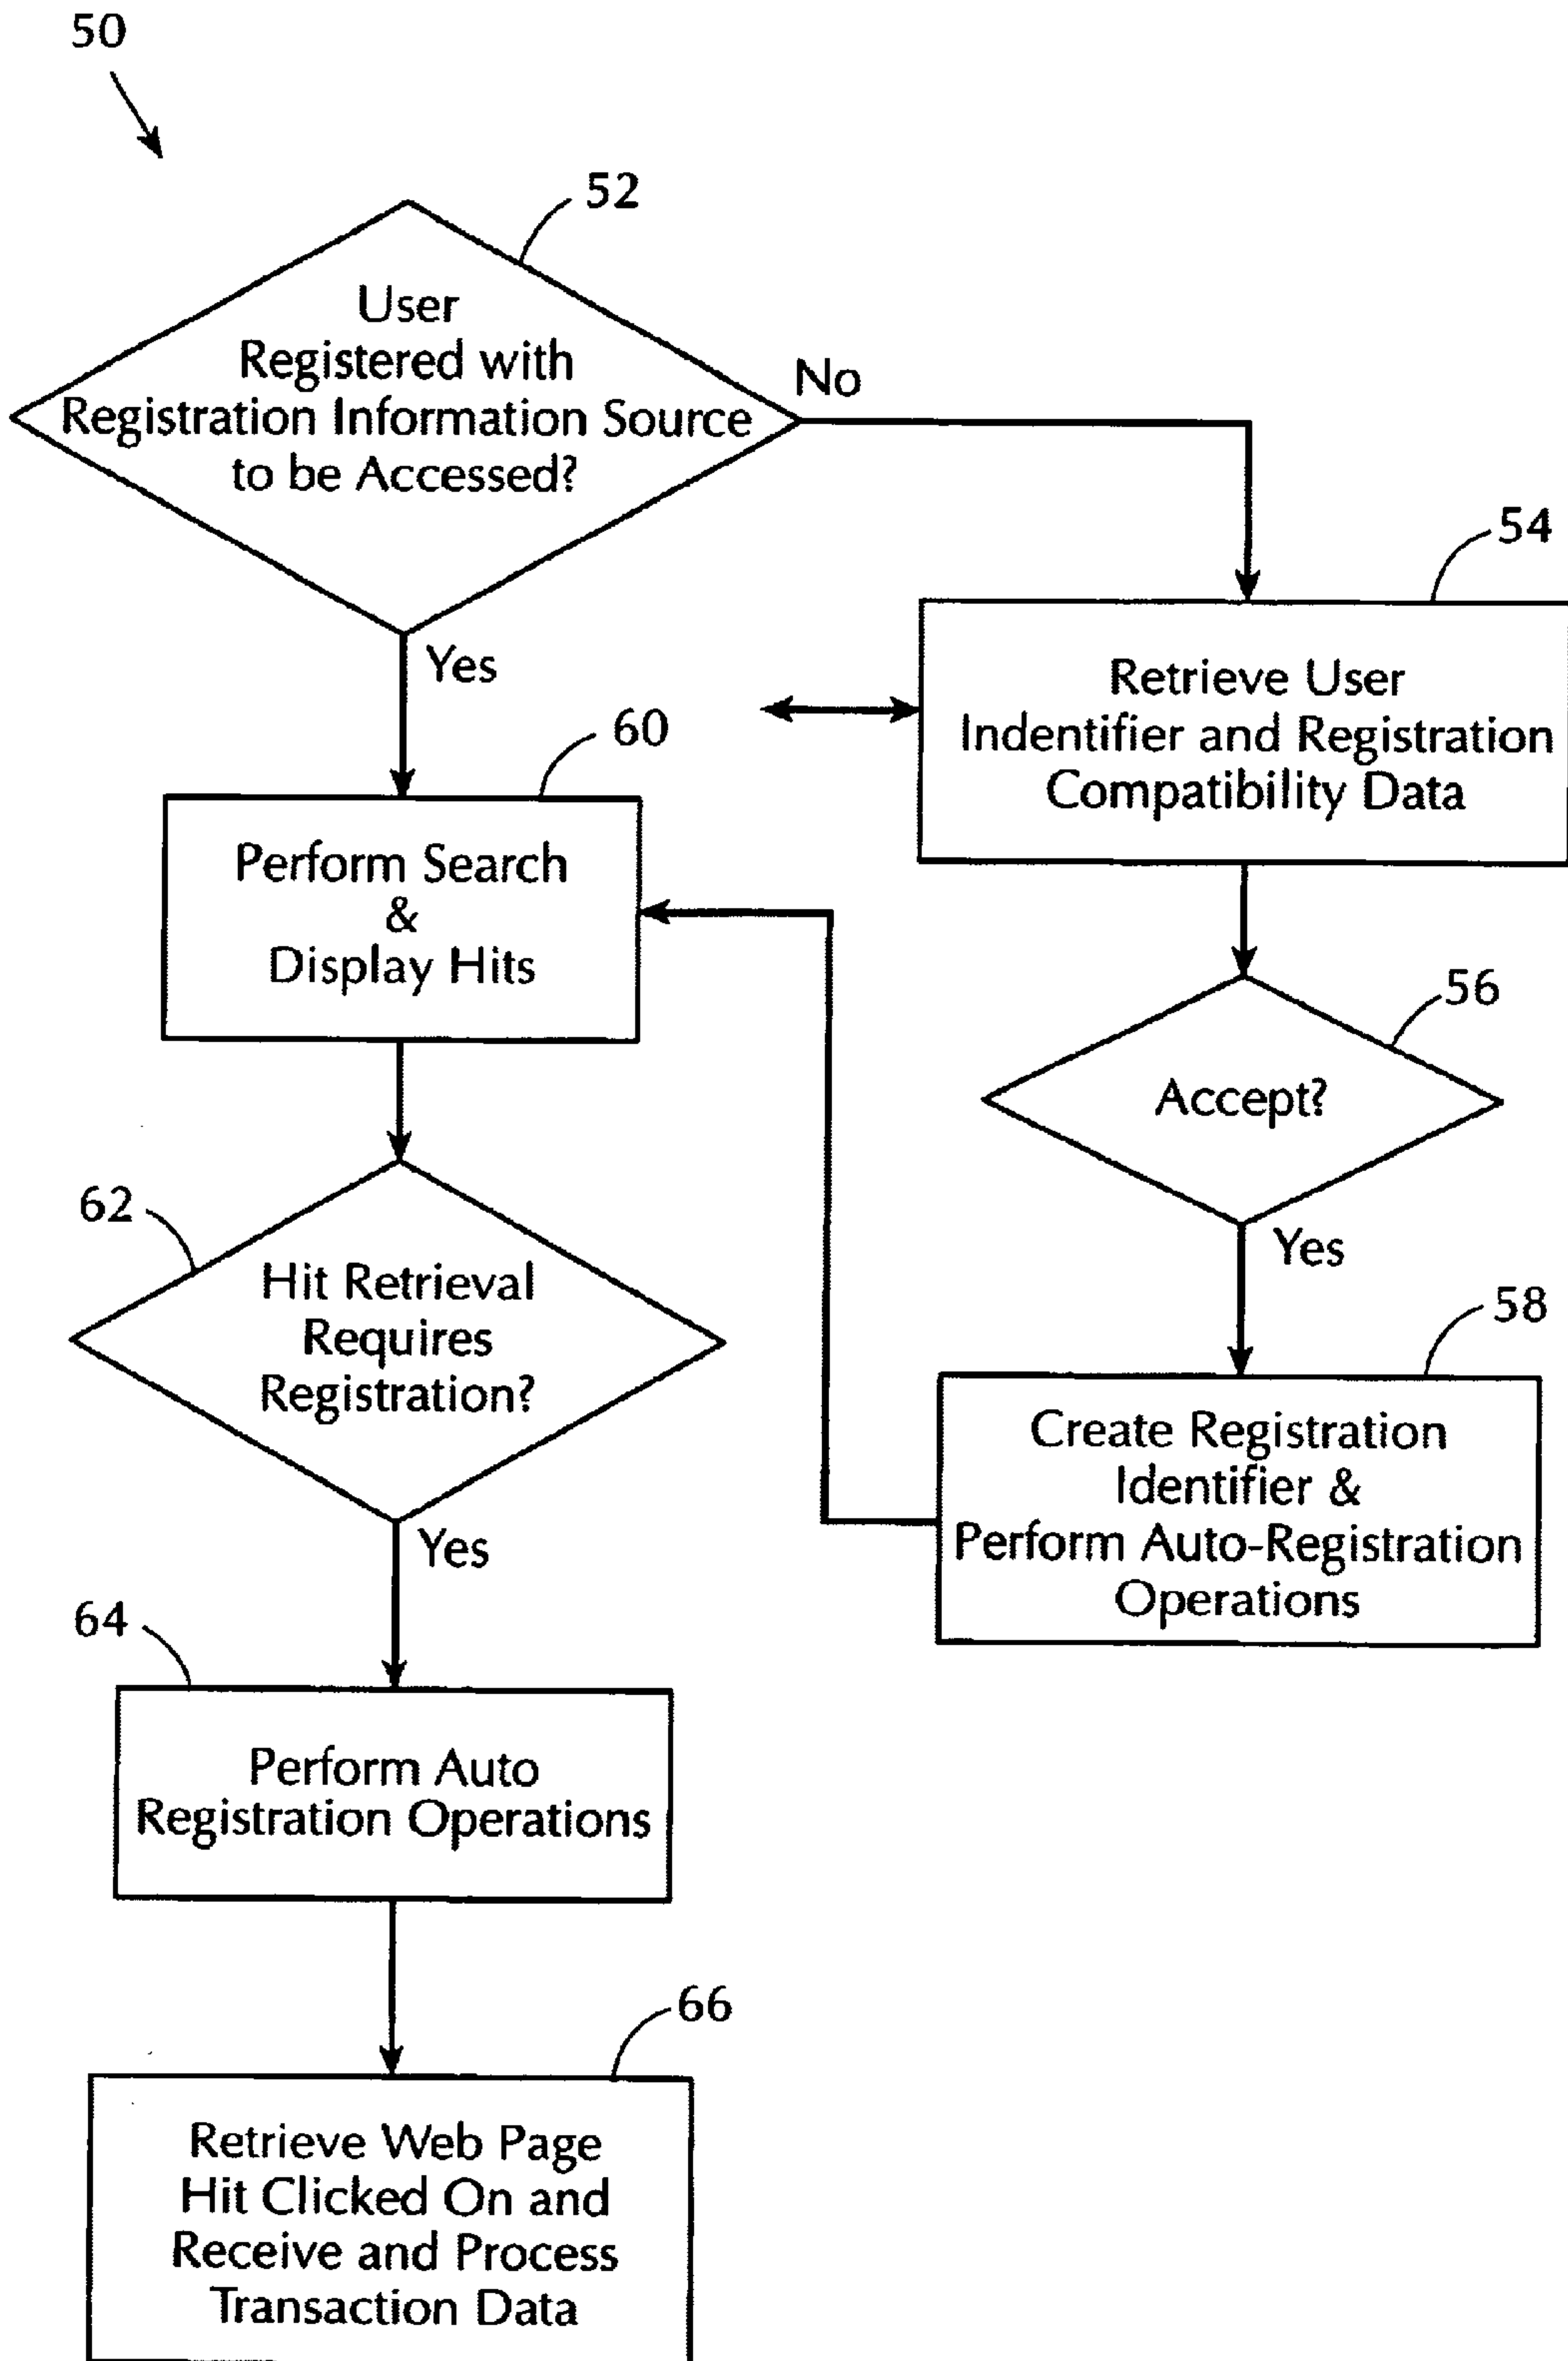 50
52
User
Registered with
Registration Information Source
to be Accessed?
No
Yes
54
Retrieve User
Indentifier and Registration
Compatibility Data
60
Perform Search
&
Display Hits
56
Accept?
Yes
62
Hit Retrieval
Requires
Registration?
Yes
58
Create Registration
Identifier &
Perform Auto-Registration
Operations
64
Perform Auto
Registration Operations
66
Retrieve Web Page
Hit Clicked On and
Receive and Process
Transaction Data